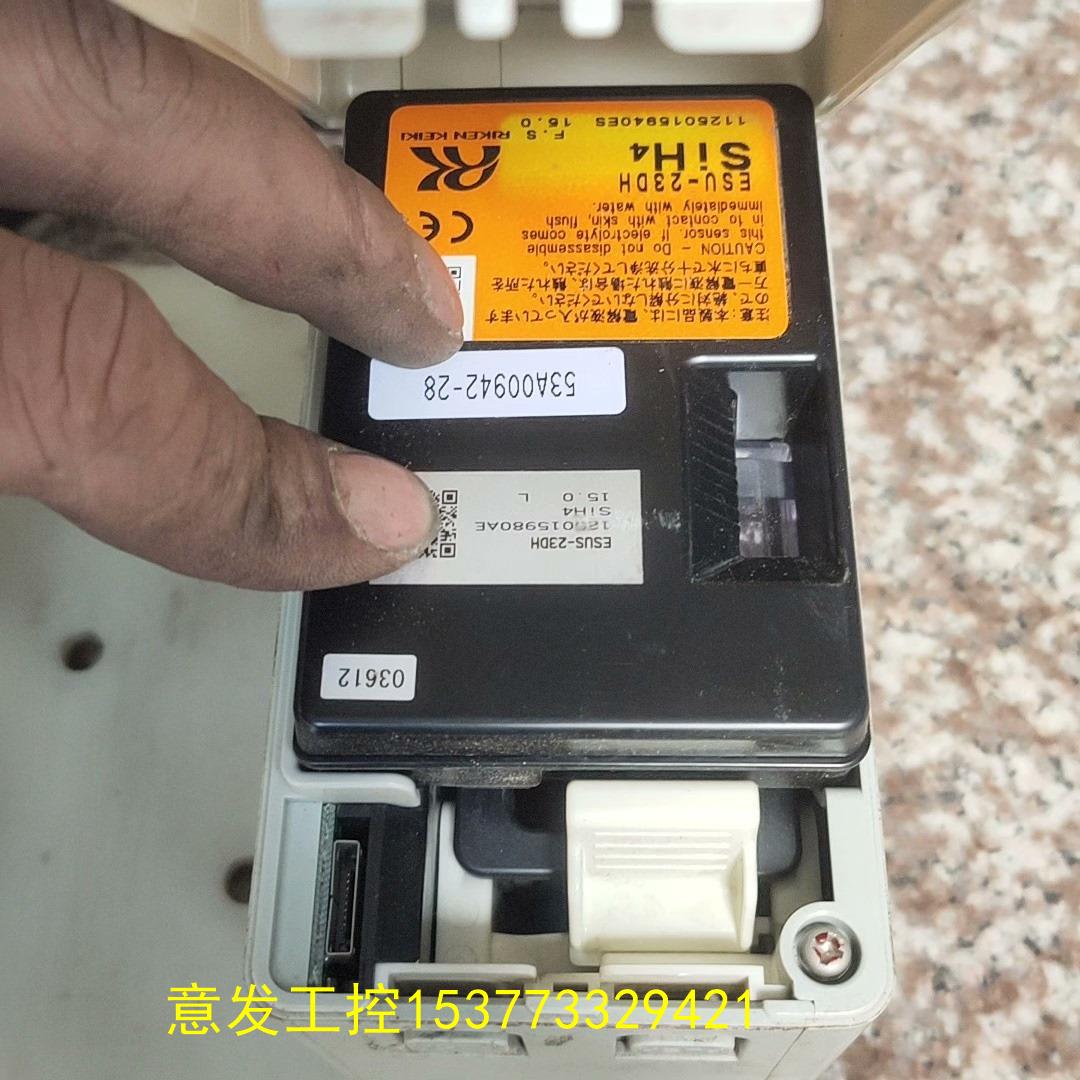 03612
ESUS-23DH
125015980AE
SiH4
15.0 L
53A00942-28
注意:本製品には、電解液が入っています
ので、絶対に分解しないでください。
万一電解液に触れた場合は、触れた所を
直ちに水で十分洗浄してください。
CAUTION - Do not disassemble
this sensor. If electrolyte comes
in to contact with skin, flush
immediately with water.
CE
ESU-23DH
SiH4
RIKEN KEIKI
1125015940ES F.S 15.0
意发工控153773329421